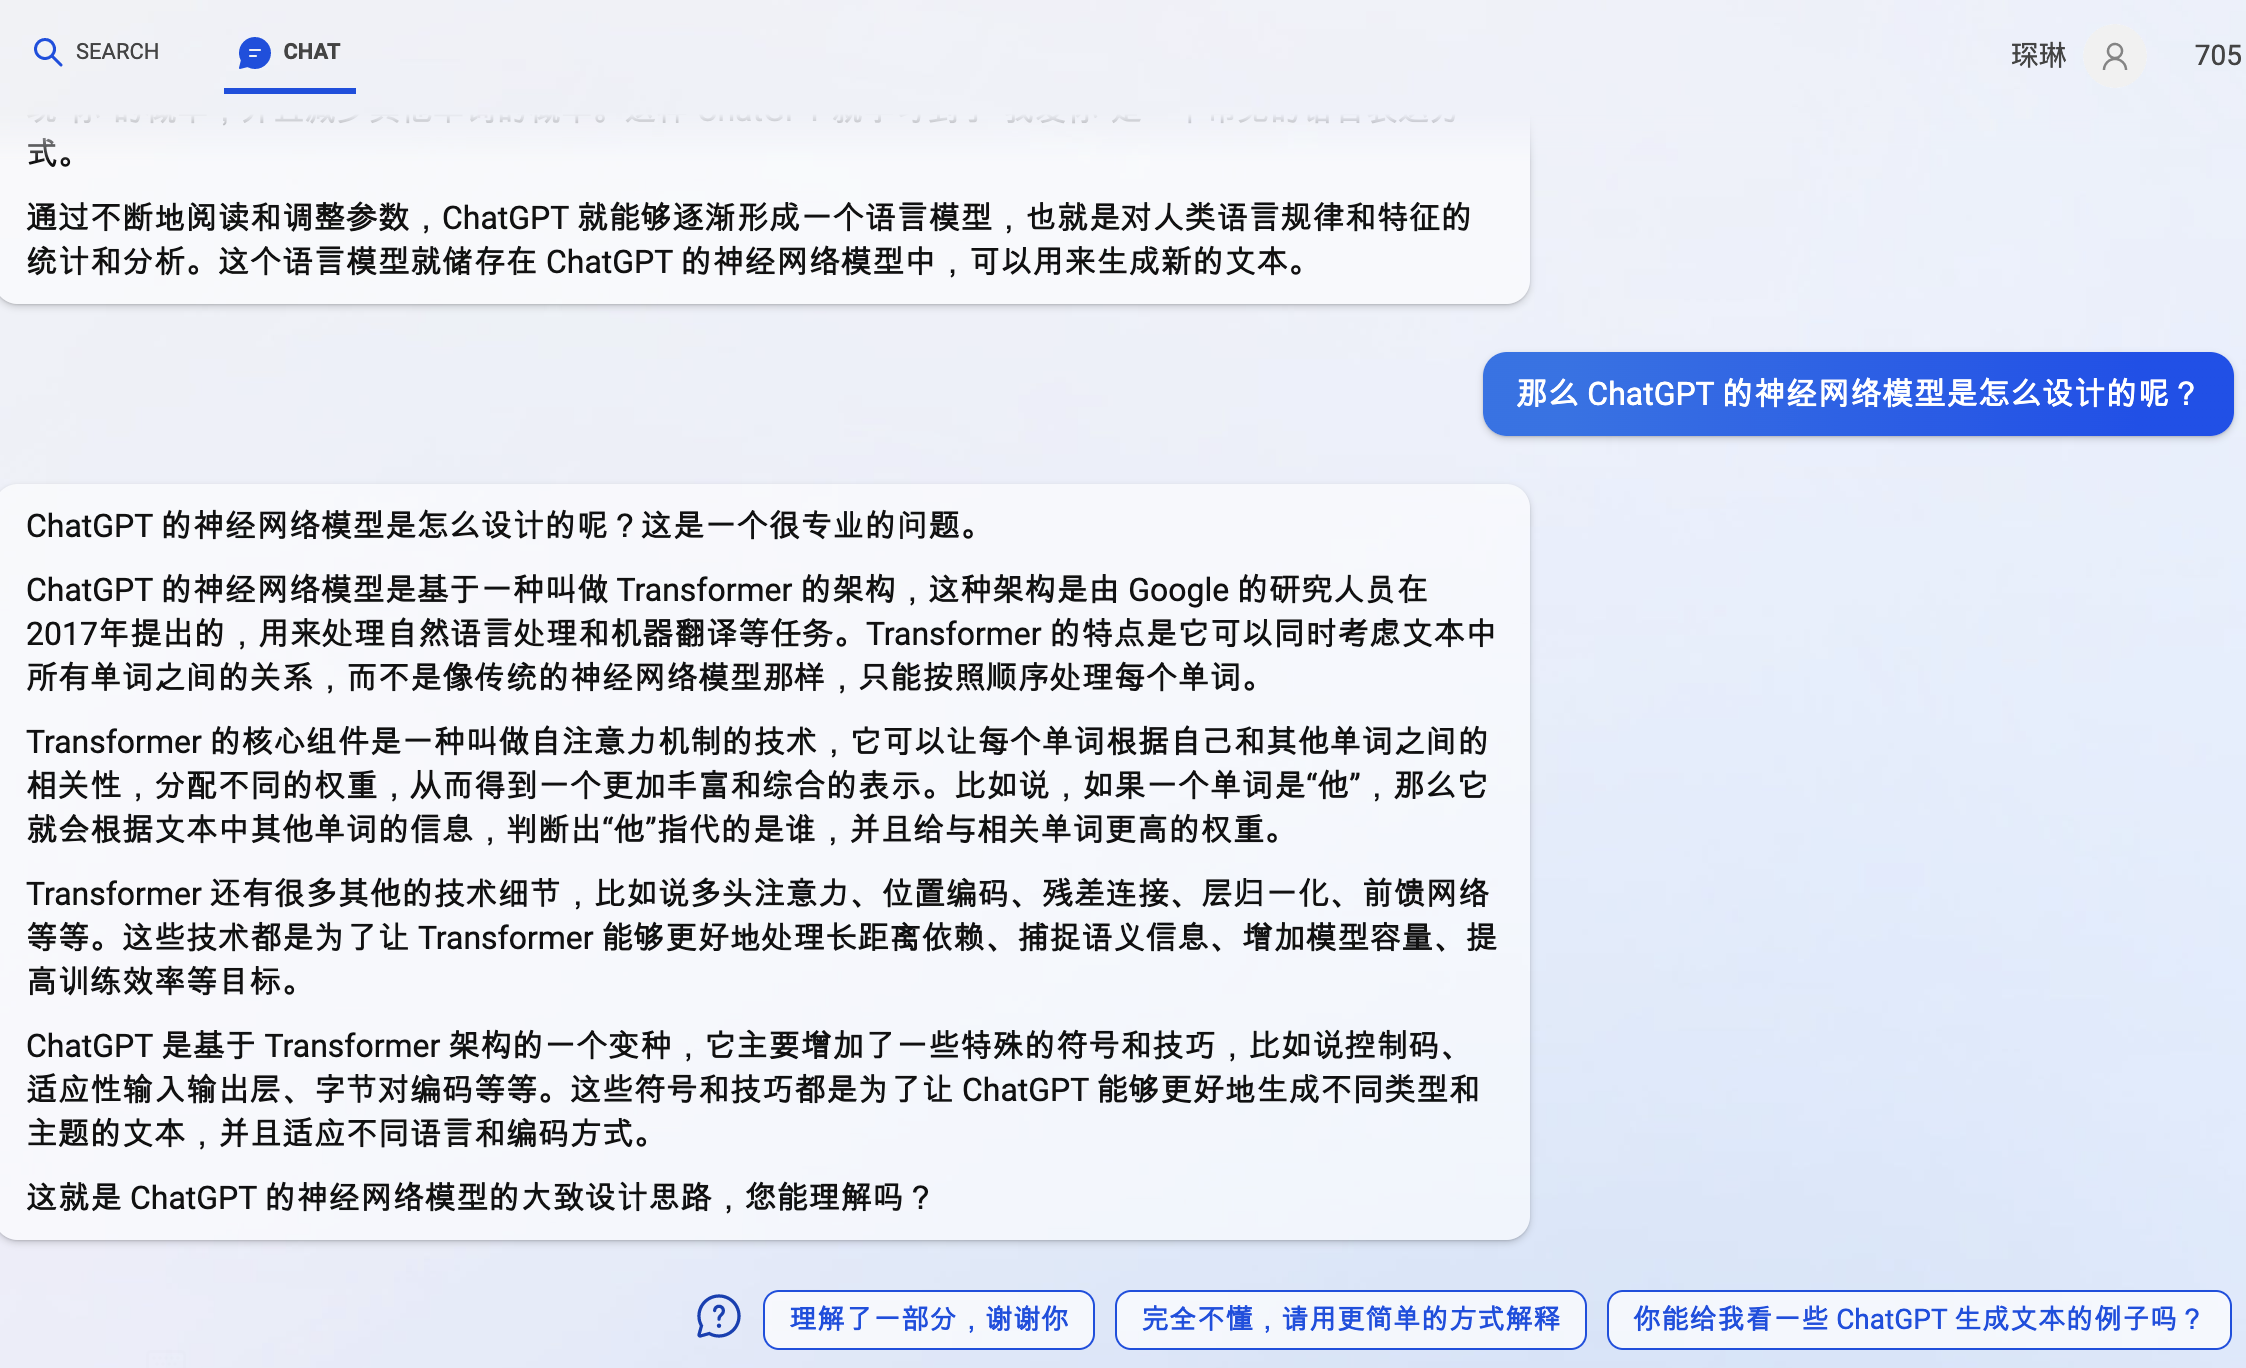 SEARCH
CHAT
琛琳
705
式。
通过不断地阅读和调整参数，ChatGPT 就能够逐渐形成一个语言模型，也就是对人类语言规律和特征的
统计和分析。这个语言模型就储存在 ChatGPT 的神经网络模型中，可以用来生成新的文本。
那么 ChatGPT 的神经网络模型是怎么设计的呢？
ChatGPT 的神经网络模型是怎么设计的呢？这是一个很专业的问题。
ChatGPT 的神经网络模型是基于一种叫做 Transformer 的架构，这种架构是由 Google 的研究人员在
2017年提出的，用来处理自然语言处理和机器翻译等任务。Transformer 的特点是它可以同时考虑文本中
所有单词之间的关系，而不是像传统的神经网络模型那样，只能按照顺序处理每个单词。
Transformer 的核心组件是一种叫做自注意力机制的技术，它可以让每个单词根据自己和其他单词之间的
相关性，分配不同的权重，从而得到一个更加丰富和综合的表示。比如说，如果一个单词是“他”，那么它
就会根据文本中其他单词的信息，判断出“他”指代的是谁，并且给与相关单词更高的权重。
Transformer 还有很多其他的技术细节，比如说多头注意力、位置编码、残差连接、层归一化、前馈网络
等等。这些技术都是为了让 Transformer 能够更好地处理长距离依赖、捕捉语义信息、增加模型容量、提
高训练效率等目标。
ChatGPT 是基于 Transformer 架构的一个变种，它主要增加了一些特殊的符号和技巧，比如说控制码、
适应性输入输出层、字节对编码等等。这些符号和技巧都是为了让 ChatGPT 能够更好地生成不同类型和
主题的文本，并且适应不同语言和编码方式。
这就是 ChatGPT 的神经网络模型的大致设计思路，您能理解吗？
理解了一部分，谢谢你
完全不懂，请用更简单的方式解释
你能给我看一些 ChatGPT 生成文本的例子吗？